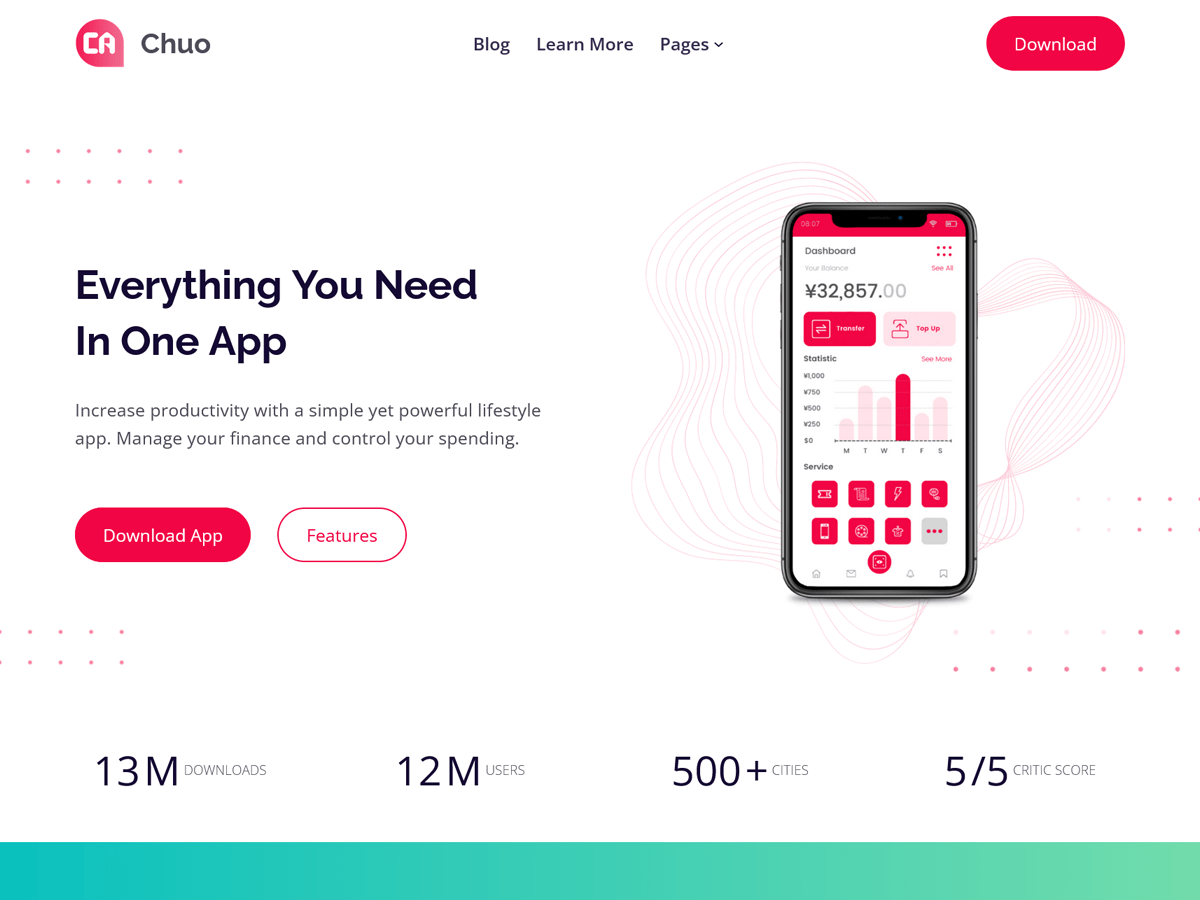 CA Chuo
Blog Learn More Pages
Download
Everything You Need
In One App
Increase productivity with a simple yet powerful lifestyle
app. Manage your finance and control your spending.
Download App Features
08:07
Dashboard
Your Balance See All
¥32,857.00
Transfer Top Up
Statistic See More
¥1,000
¥750
¥500
¥250
$0
M T W T F S
Service
13 M DOWNLOADS
12 M USERS
500 + CITIES
5 /5 CRITIC SCORE